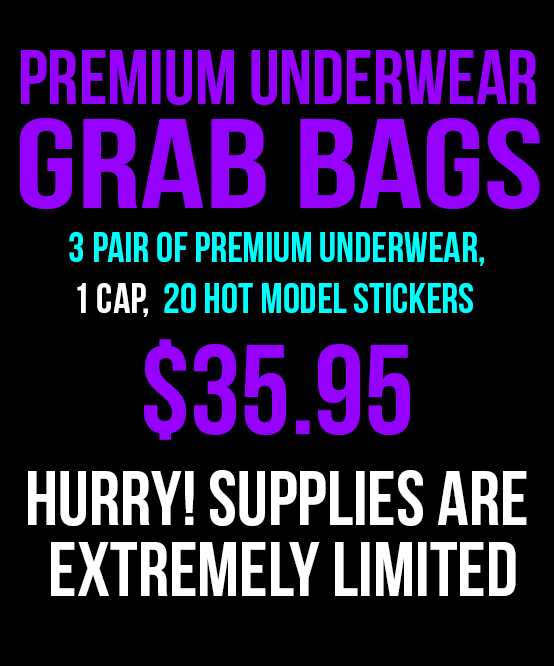 PREMIUM UNDERWEAR
GRAB BAGS
3 PAIR OF PREMIUM UNDERWEAR,
1 CAP, 20 HOT MODEL STICKERS
$35.95
HURRY! SUPPLIES ARE
EXTREMELY LIMITED